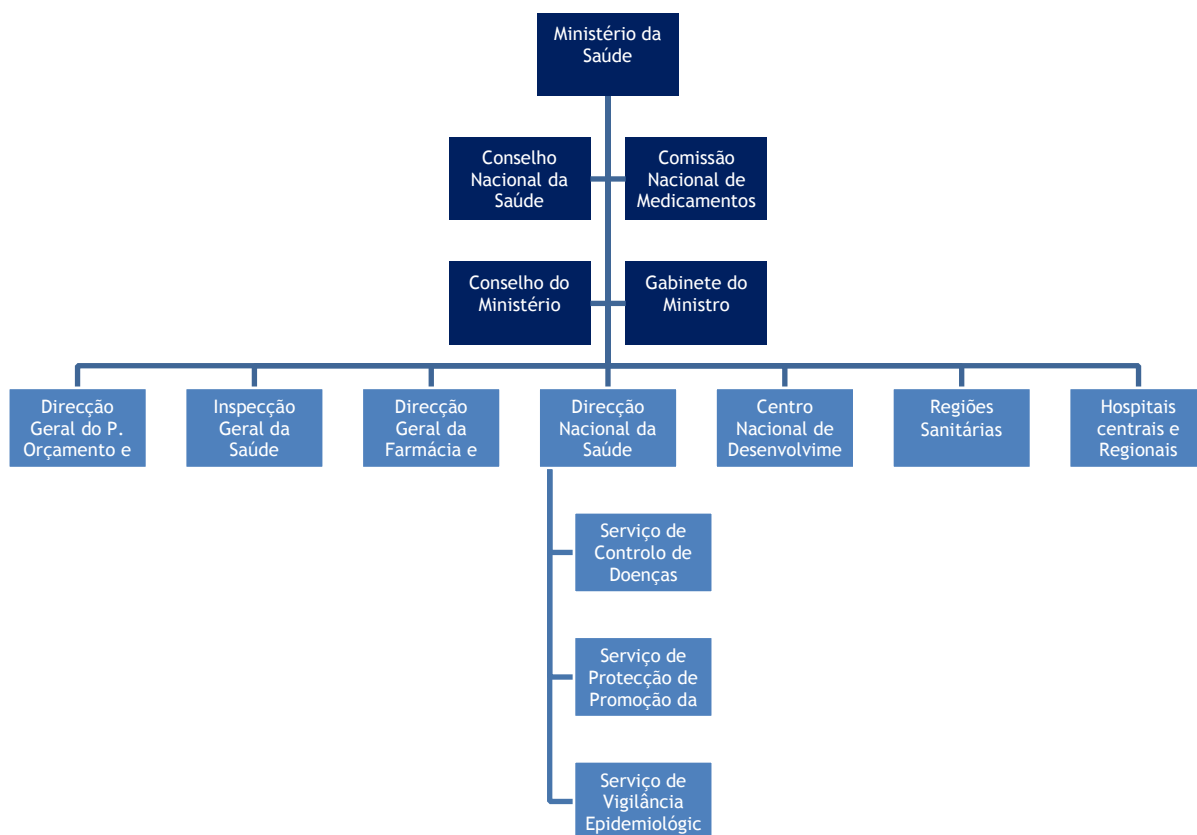 Ministério da
Saúde
Conselho
Nacional da
Saúde
Comissão
Nacional de
Medicamentos
Conselho do
Ministério
Gabinete do
Ministro
Direcção
Geral do P.
Orçamento e
Inspecção
Geral da
Saúde
Direcção
Geral da
Farmácia e
Direcção
Nacional da
Saúde
Centro
Nacional de
Desenvolvime
Regiões
Sanitárias
Hospitais
centrais e
Regionais
Serviço de
Controlo de
Doenças
Serviço de
Protecção de
Promoção da
Serviço de
Vigilância
Epidemiológic